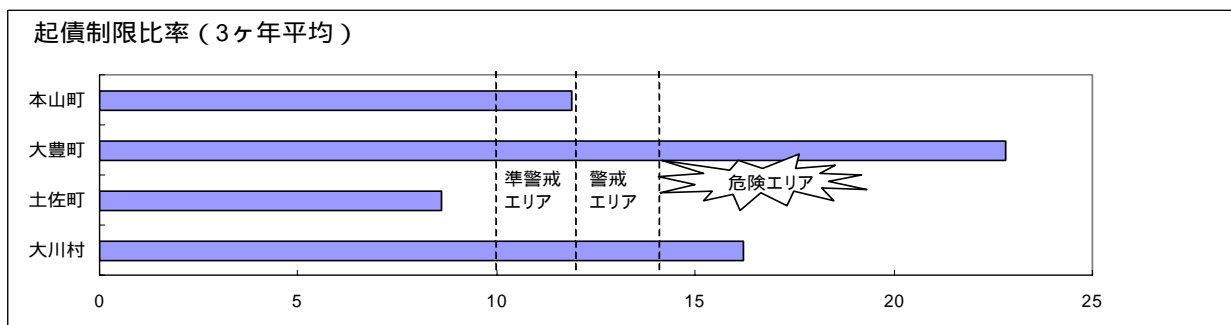 起債制限比率（3ヶ年平均）
本山町
大豊町
土佐町
大川村
準警戒
エリア
警戒
エリア
危険エリア
0 5 10 15 20 25